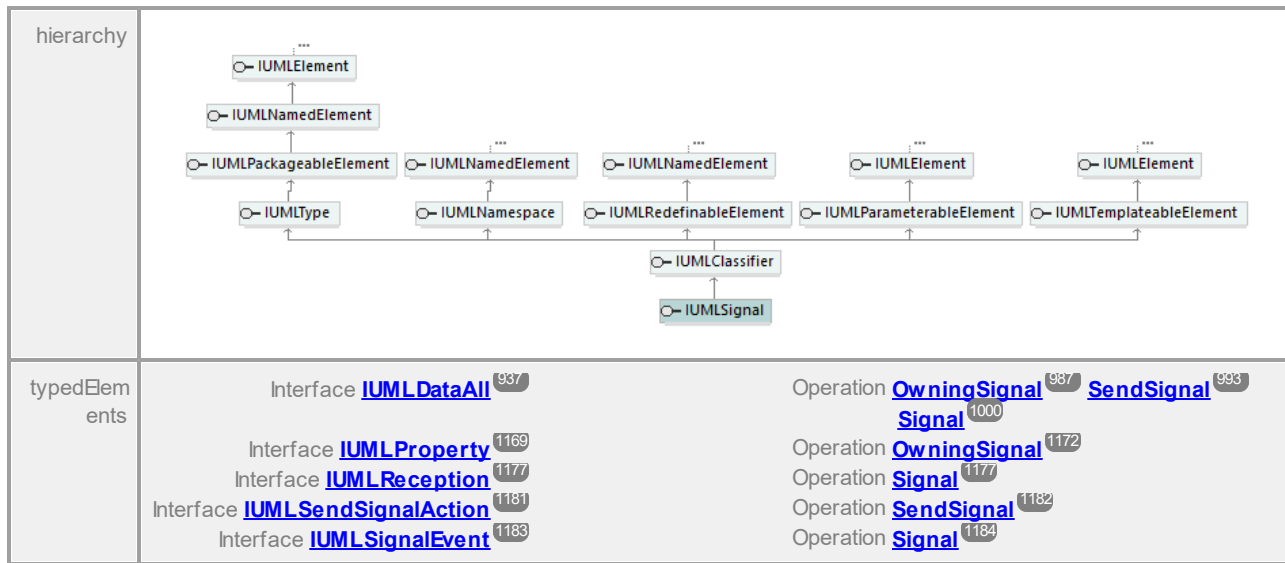 hierarchy
...
IUMLElement
IUMLNamedElement
... ... ... ...
IUMLPackageableElement IUMLNamedElement IUMLNamedElement IUMLElement IUMLElement
IUMLType IUMLNamespace IUMLRedefinableElement IUMLParameterableElement IUMLTemplateableElement
IUMLClassifier
IUMLSignal
typedElem
ents
Interface IUMLDataAll 937 Operation OwningSignal 987 SendSignal 993
Signal 1000
Interface IUMLProperty 1169 Operation OwningSignal 1172
Interface IUMLReception 1177 Operation Signal 1177
Interface IUMLSendSignalAction 1181 Operation SendSignal 1182
Interface IUMLSignalEvent 1183 Operation Signal 1184